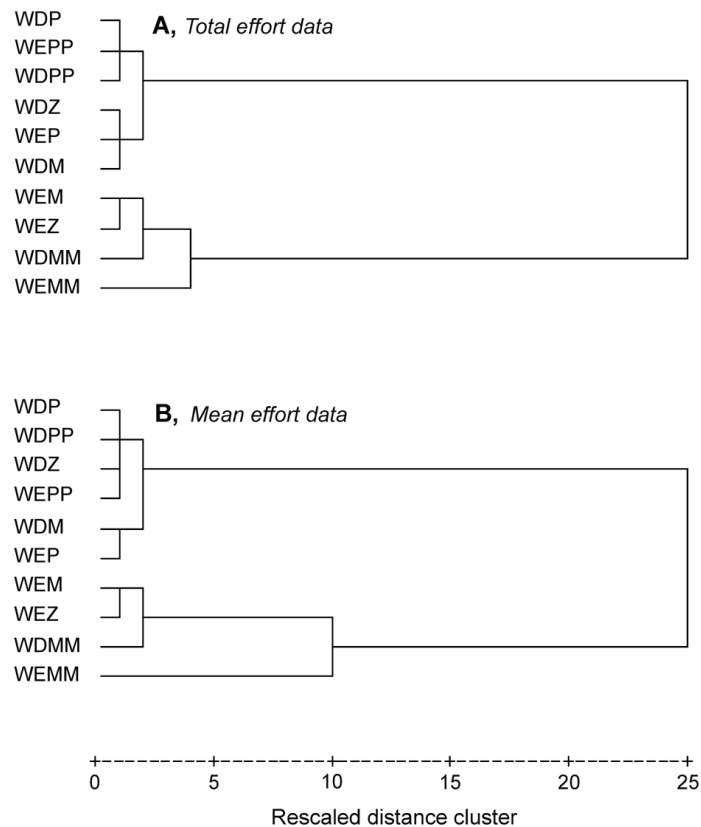 WDP
A, Total effort data
WEPP
WDPP
WDZ
WEP
WDM
WEM
WEZ
WDMM
WEMM
WDP
B, Mean effort data
WDPP
WDZ
WEPP
WDM
WEP
WEM
WEZ
WDMM
WEMM
0 5 10 15 20 25
Rescaled distance cluster